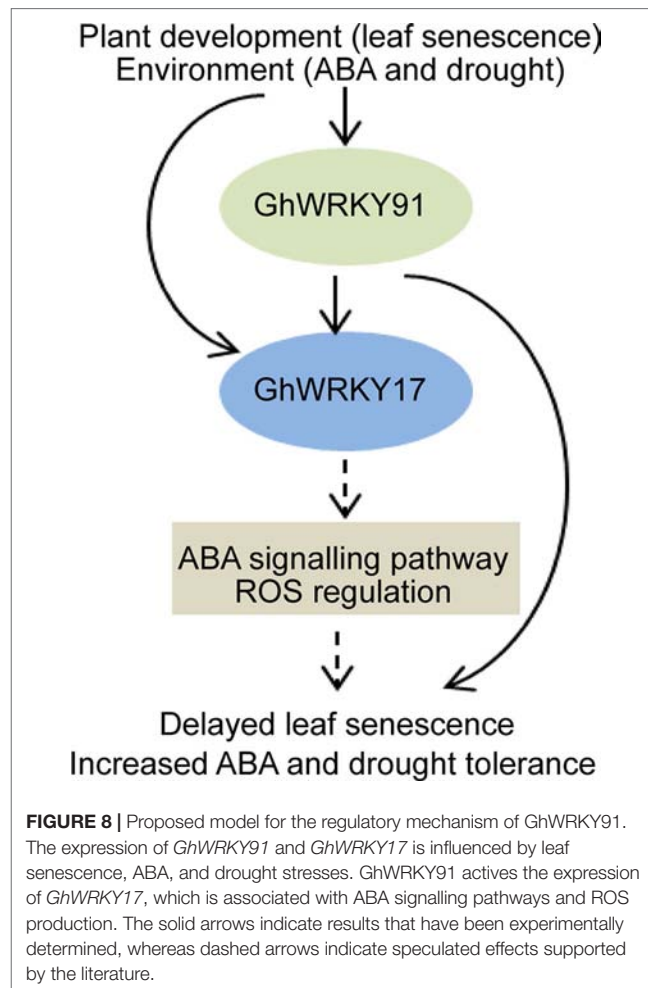 Plant development (leaf senescence)
Environment (ABA and drought)
GhWRKY91
GhWRKY17
ABA signalling pathway
ROS regulation
Delayed leaf senescence
Increased ABA and drought tolerance
FIGURE 8 | Proposed model for the regulatory mechanism of GhWRKY91.
The expression of GhWRKY91 and GhWRKY17 is influenced by leaf
senescence, ABA, and drought stresses. GhWRKY91 actives the expression
of GhWRKY17, which is associated with ABA signalling pathways and ROS
production. The solid arrows indicate results that have been experimentally
determined, whereas dashed arrows indicate speculated effects supported
by the literature.